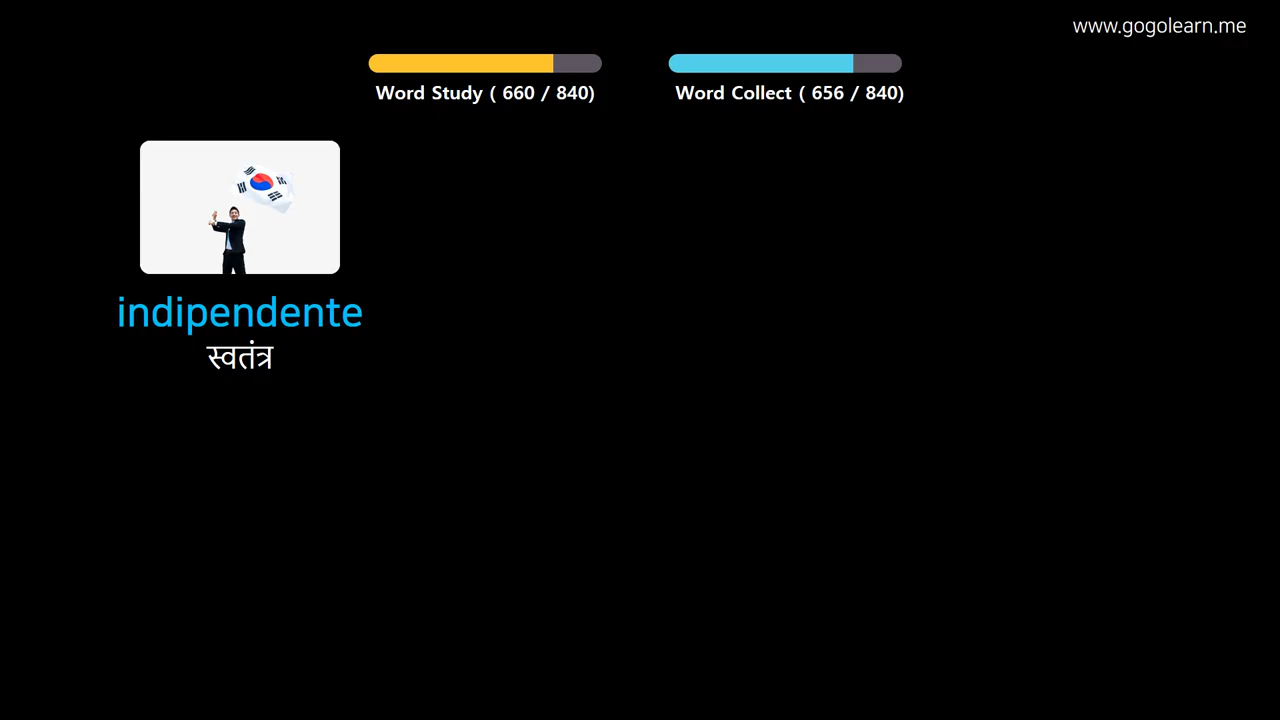 www.gogolearn.me
Word Study ( 660 / 840)
Word Collect ( 656 / 840)
indipendente
स्वतंत्र